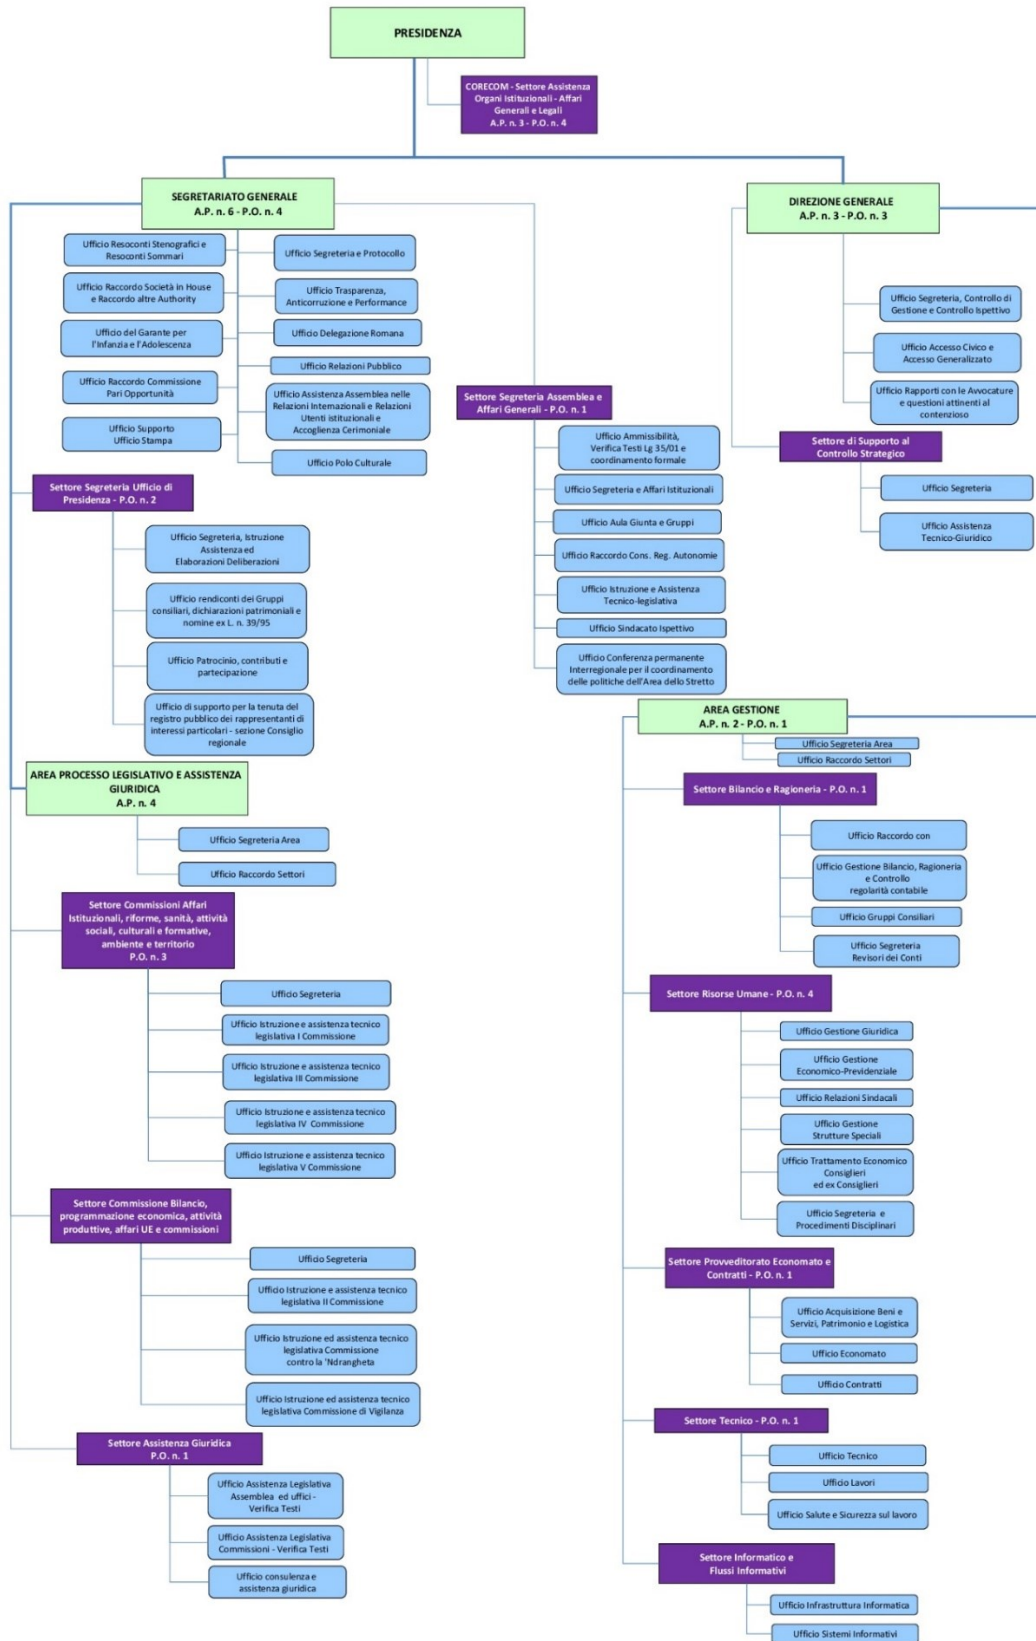 PRESIDENZA
CORECOM - Settore Assistenza
Organi Istituzionali - Affari
Generali e Legali
A.P. n. 3 - P.O. n. 4
SEGRETARIATO GENERALE
A.P. n. 6 - P.O. n. 4
Ufficio Resoconti Stenografici e
Resoconti Sommari
Ufficio Raccordo Società in House
e Raccordo altre Authority
Ufficio del Garante per
l'Infanzia e l'Adolescenza
Ufficio Raccordo Commissione
Pari Opportunità
Ufficio Supporto
Ufficio Stampa
Ufficio Segreteria e Protocollo
Ufficio Trasparenza,
Anticorruzione e Performance
Ufficio Delegazione Romana
Ufficio Relazioni Pubblico
Ufficio Assistenza Assemblea nelle
Relazioni Internazionali e Relazioni
Utenti istituzionali e
Accoglienza Cerimoniale
Ufficio Polo Culturale
Settore Segreteria Ufficio di
Presidenza - P.O. n. 2
Ufficio Segreteria, Istruzione
Assistenza ed
Elaborazioni Deliberazioni
Ufficio rendiconti dei Gruppi
consiliari, dichiarazioni patrimoniali e
nomine ex L. n. 39/95
Ufficio Patrocinio, contributi e
partecipazione
Ufficio di supporto per la tenuta del
registro pubblico dei rappresentanti di
interessi particolari - sezione Consiglio
regionale
AREA PROCESSO LEGISLATIVO E ASSISTENZA
GIURIDICA
A.P. n. 4
Ufficio Segreteria Area
Ufficio Raccordo Settori
Settore Commissioni Affari
Istituzionali, riforme, sanità, attività
sociali, culturali e formative,
ambiente e territorio
P.O. n. 3
Ufficio Segreteria
Ufficio Istruzione e assistenza tecnico
legislativa I Commissione
Ufficio Istruzione e assistenza tecnico
legislativa III Commissione
Ufficio Istruzione e assistenza tecnico
legislativa IV Commissione
Ufficio Istruzione e assistenza tecnico
legislativa V Commissione
Settore Commissione Bilancio,
programmazione economica, attività
produttive, affari UE e commissioni
Ufficio Segreteria
Ufficio Istruzione e assistenza tecnico
legislativa II Commissione
Ufficio Istruzione ed assistenza tecnico
legislativa Commissione
contro la 'Ndrangheta
Ufficio Istruzione ed assistenza tecnico
legislativa Commissione di Vigilanza
Settore Assistenza Giuridica
P.O. n. 1
Ufficio Assistenza Legislativa
Assemblea ed uffici -
Verifica Testi
Ufficio Assistenza Legislativa
Commissioni - Verifica Testi
Ufficio consulenza e
assistenza giuridica
Settore Segreteria Assemblea e
Affari Generali - P.O. n. 1
Ufficio Ammissibilità,
Verifica Testi Lg 35/01 e
coordinamento formale
Ufficio Segreteria e Affari Istituzionali
Ufficio Aula Giunta e Gruppi
Ufficio Raccordo Cons. Reg. Autonomie
Ufficio Istruzione e Assistenza
Tecnico-legislativa
Ufficio Sindacato Ispettivo
Ufficio Conferenza permanente
Interregionale per il coordinamento
delle politiche dell'Area dello Stretto
DIREZIONE GENERALE
A.P. n. 3 - P.O. n. 3
Ufficio Segreteria, Controllo di
Gestione e Controllo Ispettivo
Ufficio Accesso Civico e
Accesso Generalizzato
Ufficio Rapporti con le Avvocature
e questioni attinenti al
contenzioso
Settore di Supporto al
Controllo Strategico
Ufficio Segreteria
Ufficio Assistenza
Tecnico-Giuridico
AREA GESTIONE
A.P. n. 2 - P.O. n. 1
Ufficio Segreteria Area
Ufficio Raccordo Settori
Settore Bilancio e Ragioneria - P.O. n. 1
Ufficio Raccordo con
Ufficio Gestione Bilancio, Ragioneria
e Controllo
regolarità contabile
Ufficio Gruppi Consiliari
Ufficio Segreteria
Revisori dei Conti
Settore Risorse Umane - P.O. n. 4
Ufficio Gestione Giuridica
Ufficio Gestione
Economico-Previdenziale
Ufficio Relazioni Sindacali
Ufficio Gestione
Strutture Speciali
Ufficio Trattamento Economico
Consiglieri
ed ex Consiglieri
Ufficio Segreteria e
Procedimenti Disciplinari
Settore Provveditorato Economato e
Contratti - P.O. n. 1
Ufficio Acquisizione Beni e
Servizi, Patrimonio e Logistica
Ufficio Economato
Ufficio Contratti
Settore Tecnico - P.O. n. 1
Ufficio Tecnico
Ufficio Lavori
Ufficio Salute e Sicurezza sul lavoro
Settore Informatico e
Flussi Informativi
Ufficio Infrastruttura Informatica
Ufficio Sistemi Informativi